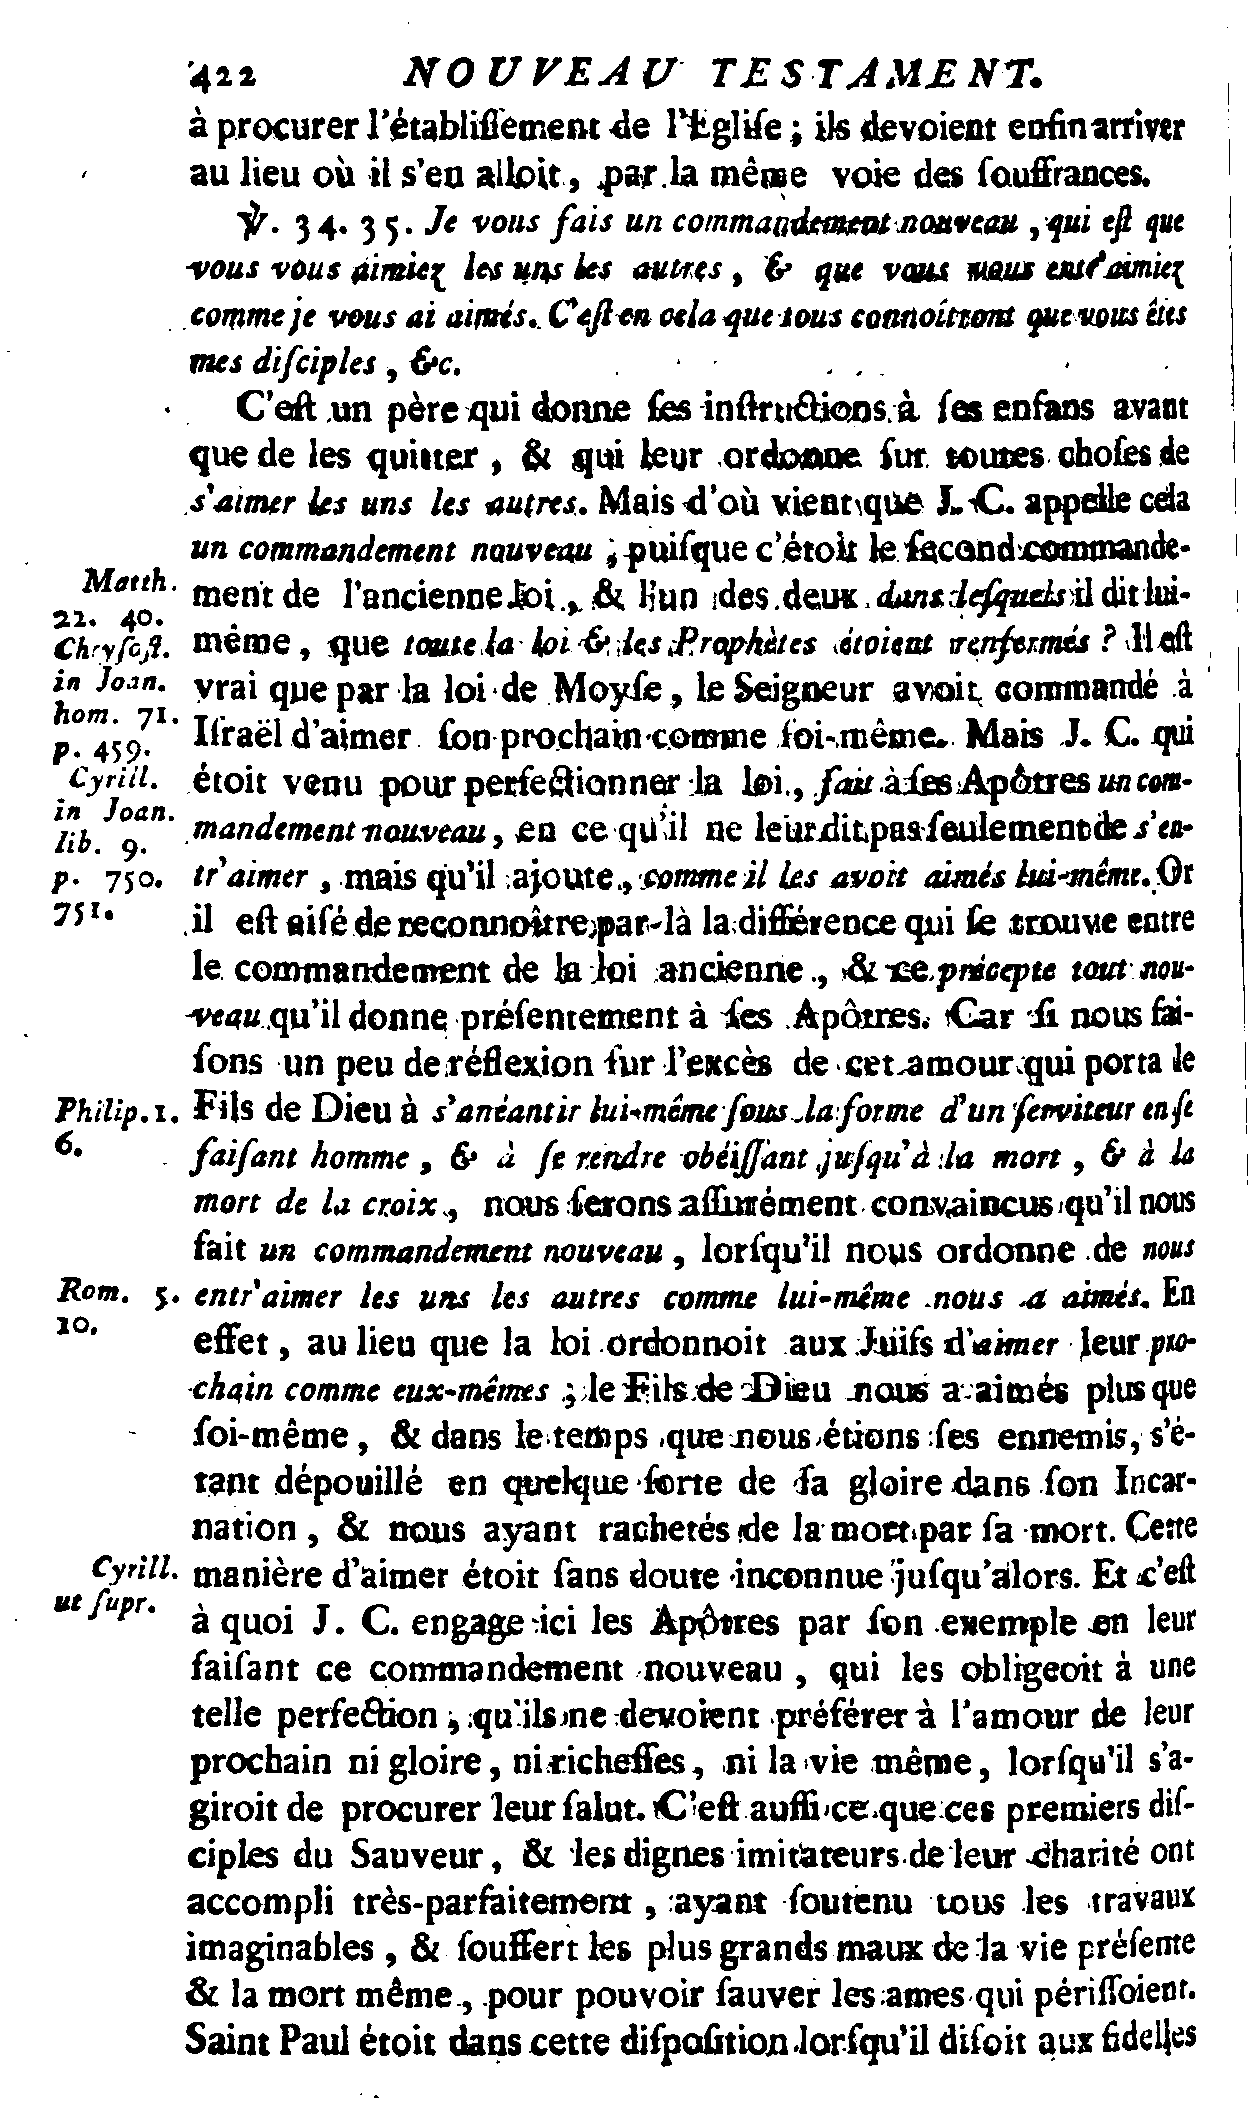 422 NOUVEAU TESTAMENT.
à procurer l'établiſſement de l'Egliſe ; ils devoient enfin arriver
au lieu où il s'en alloit, par la même voie des ſouffrances.
℣. 34. 35. Je vous fais un commandement nouveau, qui eſt que
vous vous aimiez les uns les autres, & que vous vous entr'aimiez
comme je vous ai aimés. C'eſt en cela que tous connoîtront que vous êtes
mes diſciples, &c.
C'eſt un père qui donne ſes inſtructions à ſes enfans avant
que de les quitter, & qui leur ordonne ſur toutes choſes de
s'aimer les uns les autres. Mais d'où vient que J. C. appelle cela
un commandement nouveau ; puiſque c'étoit le ſecond commande-
ment de l'ancienne loi, & l'un des deux dans leſquels il dit lui-
même, que toute la loi & les Prophètes étoient renfermés ? Il eſt
vrai que par la loi de Moyſe, le Seigneur avoit commandé à
Iſraël d'aimer ſon prochain comme ſoi-même. Mais J. C. qui
étoit venu pour perfectionner la loi, fait à ſes Apôtres un com-
mandement nouveau, en ce qu'il ne leur dit pas ſeulement de s'en-
tr'aimer, mais qu'il ajoute, comme il les avoit aimés lui-même. Or
il eſt aiſé de reconnoître par-là la différence qui ſe trouve entre
le commandement de la loi ancienne, & ce précepte tout nou-
veau qu'il donne préſentement à ſes Apôtres. Car ſi nous fai-
ſons un peu de réflexion ſur l'excès de cet amour qui porta le
Fils de Dieu à s'anéantir lui-même ſous la forme d'un ſerviteur en ſe
faiſant homme, & à ſe rendre obéiſſant juſqu'à la mort, & à la
mort de la croix, nous ſerons aſſurément convaincus qu'il nous
fait un commandement nouveau, lorſqu'il nous ordonne de nous
entr'aimer les uns les autres comme lui-même nous a aimés. En
effet, au lieu que la loi ordonnoit aux Juifs d'aimer leur pro-
chain comme eux-mêmes ; le Fils de Dieu nous a aimés plus que
ſoi-même, & dans le temps que nous étions ſes ennemis, s'é-
tant dépouillé en quelque ſorte de ſa gloire dans ſon Incar-
nation, & nous ayant rachetés de la mort par ſa mort. Cette
manière d'aimer étoit ſans doute inconnue juſqu'alors. Et c'eſt
à quoi J. C. engage ici les Apôtres par ſon exemple en leur
faiſant ce commandement nouveau, qui les obligeoit à une
telle perfection, qu'ils ne devoient préférer à l'amour de leur
prochain ni gloire, ni richeſſes, ni la vie même, lorſqu'il s'a-
giroit de procurer leur ſalut. C'eſt auſſi ce que ces premiers diſ-
ciples du Sauveur, & les dignes imitateurs de leur charité ont
accompli très-parfaitement, ayant ſoutenu tous les travaux
imaginables, & ſouffert les plus grands maux de la vie préſente
& la mort même, pour pouvoir ſauver les ames qui périſſoient.
Saint Paul étoit dans cette diſpoſition lorſqu'il diſoit aux fidelles
Matth.
22. 40.
Chryſoſt.
in Joan.
hom. 71.
p. 459.
Cyrill.
in Joan.
lib. 9.
p. 750.
751.
Philip. 1.
6.
Rom. 5.
10.
Cyrill.
ut ſupr.